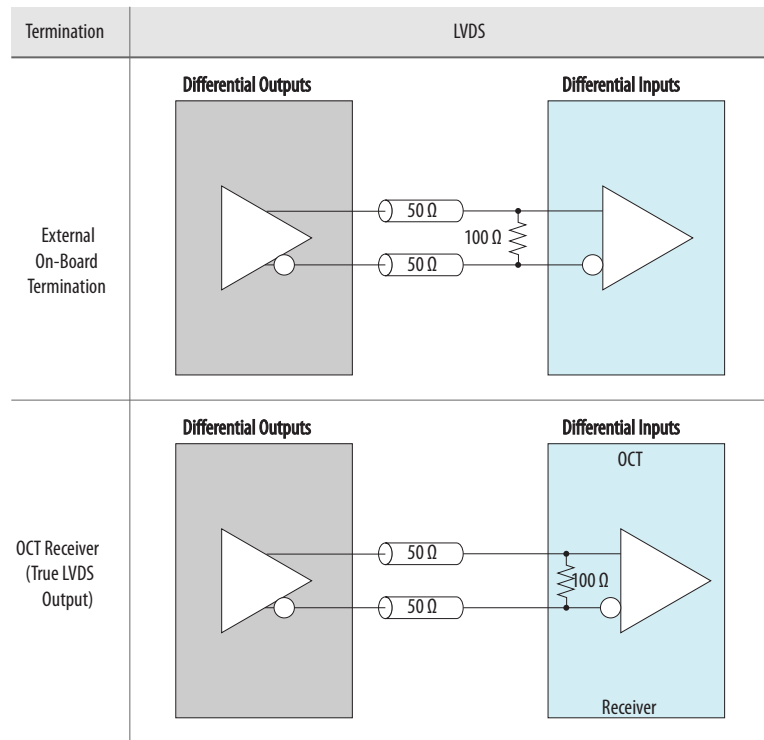 Termination
LVDS
Differential Outputs
Differential Inputs
External
On-Board
Termination
50 Ω
100 Ω
50 Ω
Differential Outputs
Differential Inputs
OCT
OCT Receiver
(True LVDS
Output)
50 Ω
100 Ω
50 Ω
Receiver